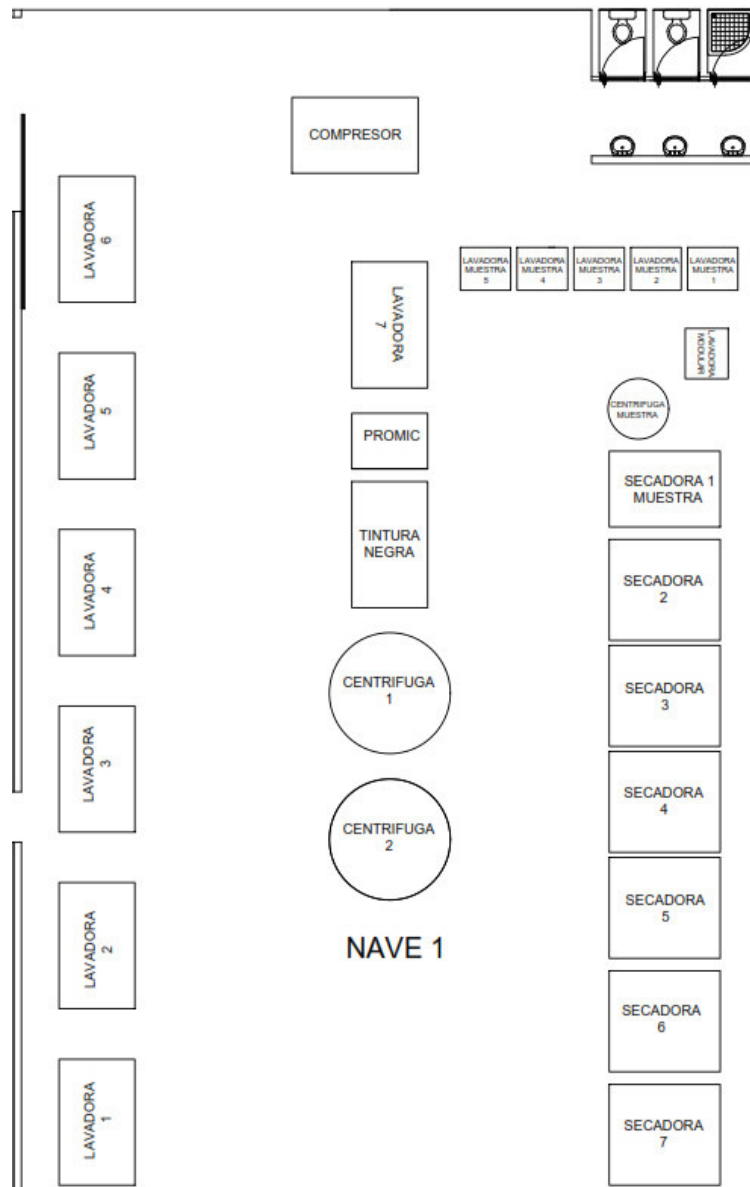 COMPRESOR
LAVADORA
6
LAVADORA
MUESTRA
5
LAVADORA
MUESTRA
4
LAVADORA
MUESTRA
3
LAVADORA
MUESTRA
2
LAVADORA
MUESTRA
1
LAVADORA
7
LAVADORA
MODULAR
LAVADORA
5
CENTRIFUGA
MUESTRA
PROMIC
SECADORA 1
MUESTRA
TINTURA
NEGRA
LAVADORA
4
SECADORA
2
CENTRIFUGA
1
SECADORA
3
LAVADORA
3
SECADORA
4
CENTRIFUGA
2
SECADORA
5
LAVADORA
2
NAVE 1
SECADORA
6
LAVADORA
1
SECADORA
7